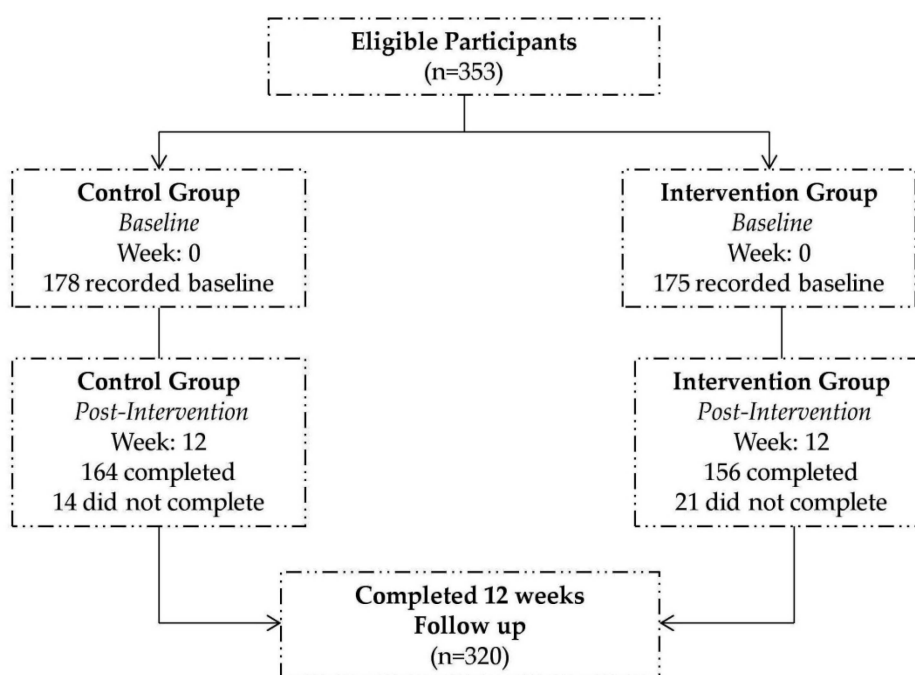 Eligible Participants
(n=353)
Control Group
Baseline
Week: 0
178 recorded baseline
Intervention Group
Baseline
Week: 0
175 recorded baseline
Control Group
Post-Intervention
Week: 12
164 completed
14 did not complete
Intervention Group
Post-Intervention
Week: 12
156 completed
21 did not complete
Completed 12 weeks
Follow up
(n=320)